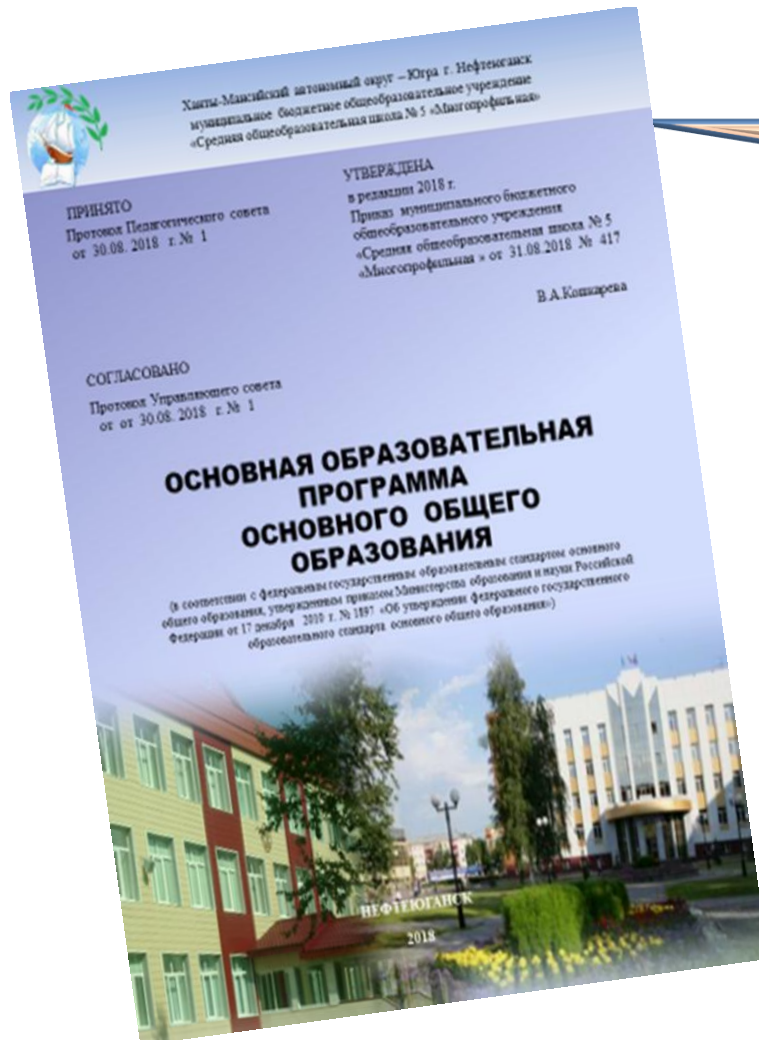 Ханты-Мансийский автономный округ – Югра г. Нефтеюганск
муниципальное бюджетное общеобразовательное учреждение
«Средняя общеобразовательная школа № 5 «Многопрофильная»
ПРИНЯТО
Протокол Педагогического совета
от 30.08. 2018 г. № 1
УТВЕРЖДЕНА
в редакции 2018 г.
Приказ муниципального бюджетного
общеобразовательного учреждения
«Средняя общеобразовательная школа № 5
«Многопрофильная » от 31.08.2018 № 417
В.А.Кошкарева
СОГЛАСОВАНО
Протокол Управляющего совета
от от 30.08. 2018 г. № 1
ОСНОВНАЯ ОБРАЗОВАТЕЛЬНАЯ
ПРОГРАММА
ОСНОВНОГО ОБЩЕГО
ОБРАЗОВАНИЯ
(в соответствии с федеральным государственным образовательным стандартом основного
общего образования, утвержденным приказом Министерства образования и науки Российской
Федерации от 17 декабря 2010 г. № 1897 «Об утверждении федерального государственного
образовательного стандарта основного общего образования»)
НЕФТЕЮГАНСК
2018